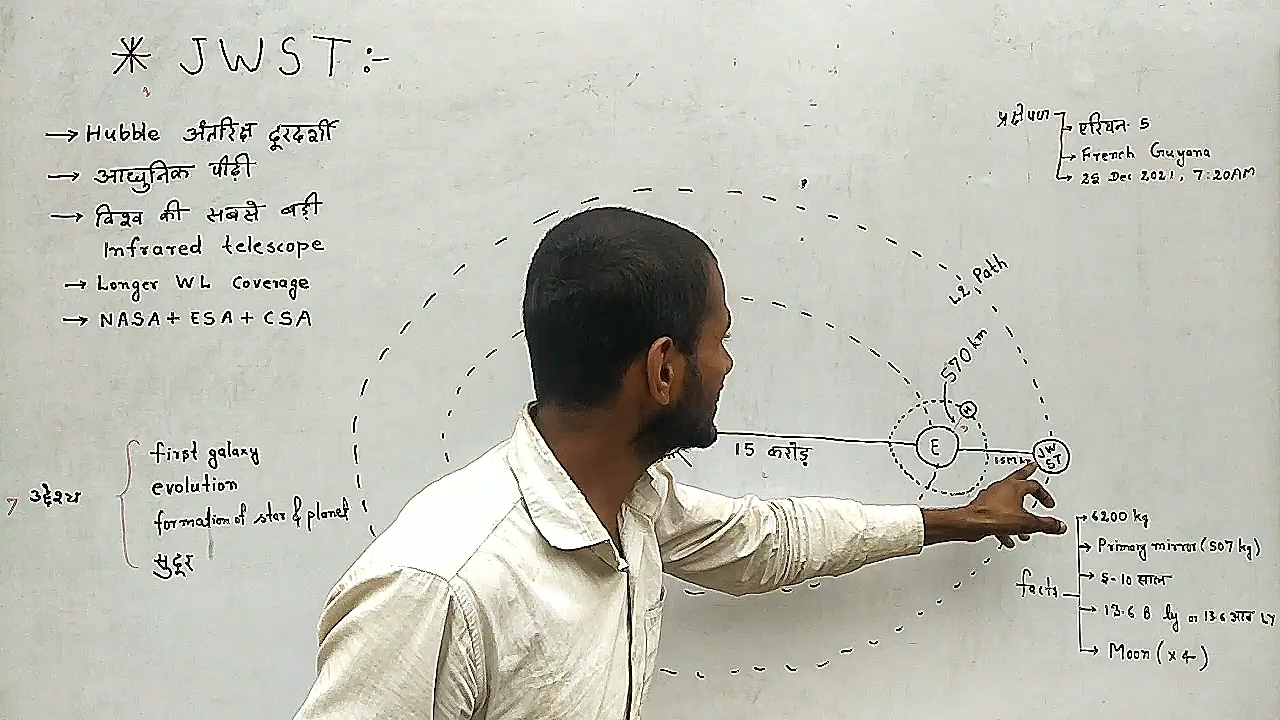 * JWST:-
→ Hubble अंतरिक्ष दूरदर्शी
→ आधुनिक पीढ़ी
→ विश्व की सबसे बड़ी
Infrared telescope
→ Longer WL coverage
→ NASA + ESA + CSA
उद्देश्य
first galaxy
evolution
formation of star & planet
सुदूर
प्रक्षेपण
→ एरियन 5
→ French Guyana
→ 25 Dec 2021, 7:20AM
L2, Path
570 km
H
E
15 करोड़
JW
ST
facts
→ 6200 kg
→ Primary mirror (507 kg)
→ 5-10 साल
→ 13.6 B ly or 13.6 अरब LY
→ Moon (x 4)